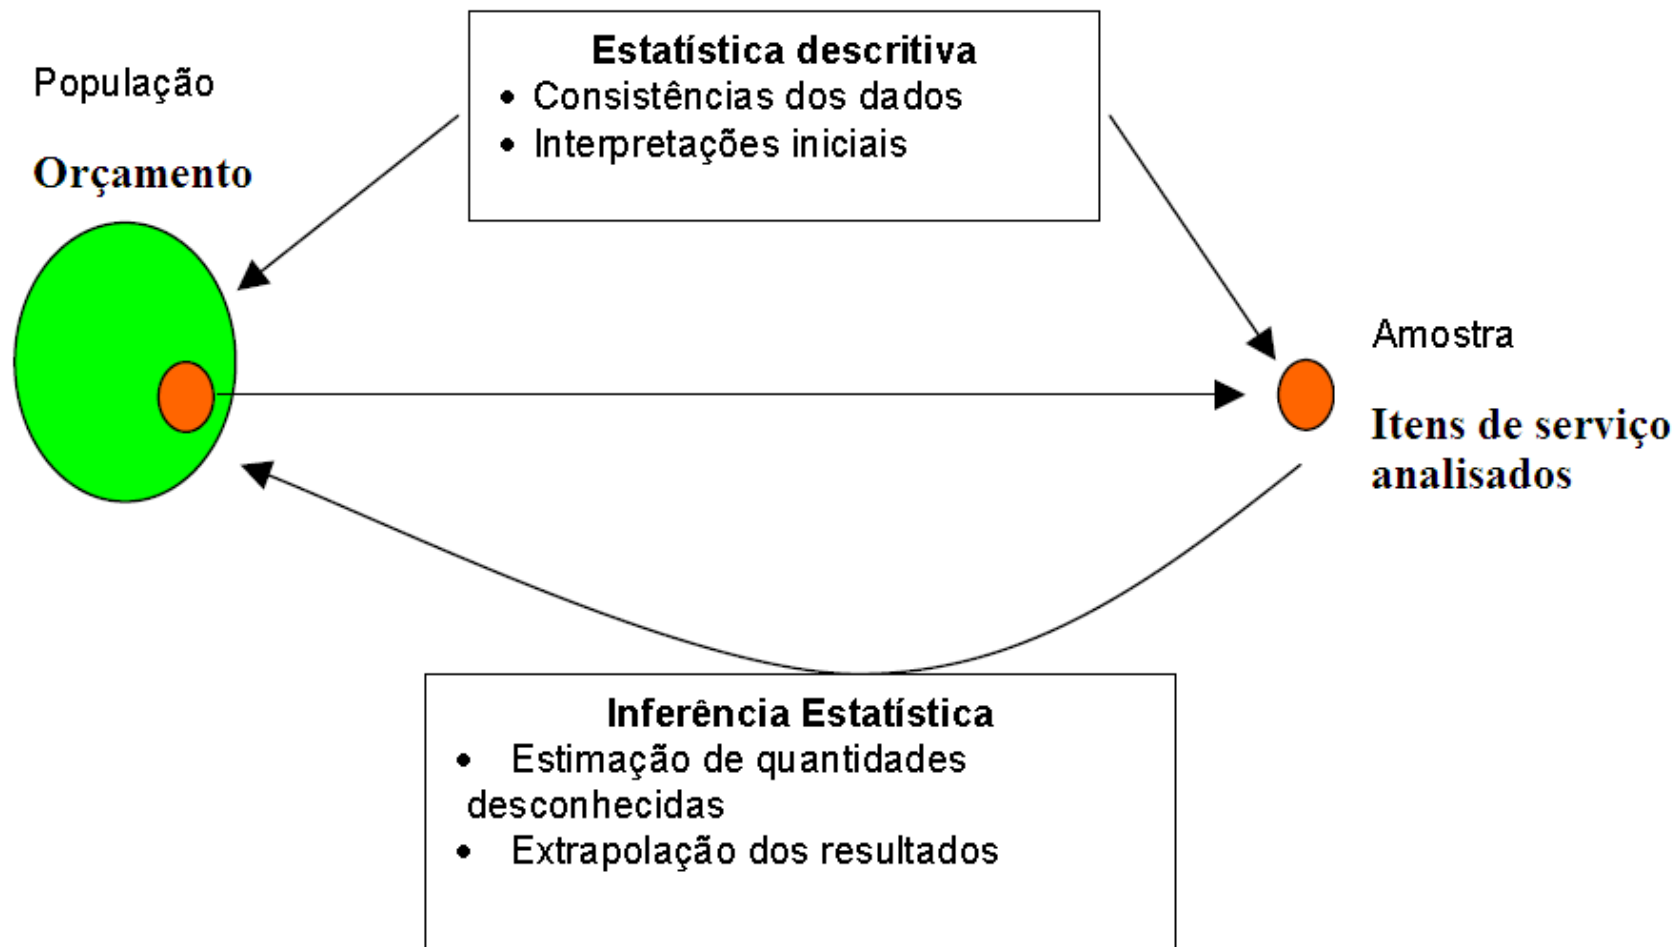 Estatística descritiva
• Consistências dos dados
• Interpretações iniciais
População
Orçamento
Amostra
Itens de serviço
analisados
Inferência Estatística
• Estimação de quantidades
desconhecidas
• Extrapolação dos resultados